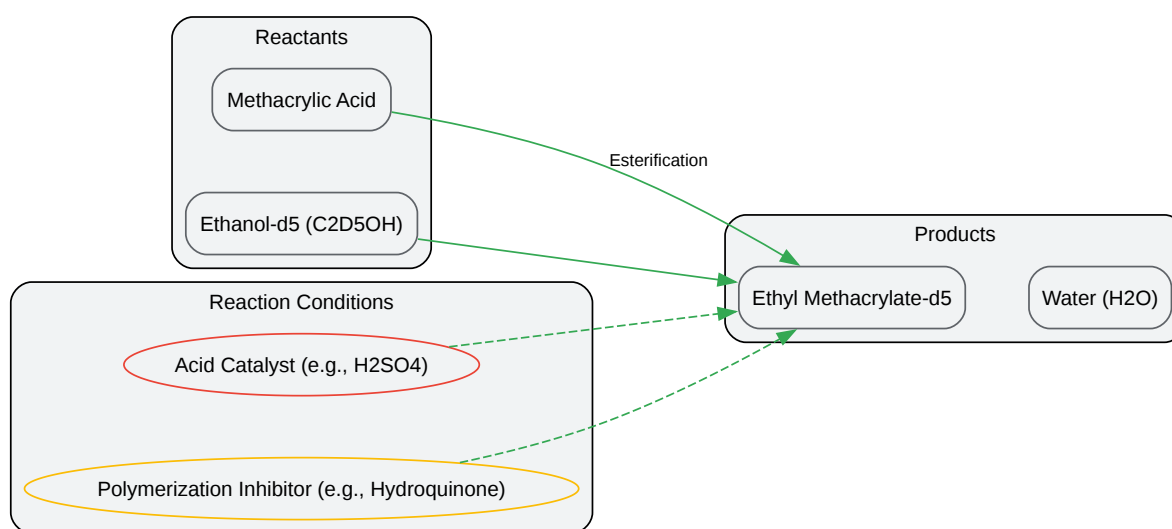 Reactants
Methacrylic Acid
Esterification
Ethanol-d5 (C2D5OH)
Products
Ethyl Methacrylate-d5
Water (H2O)
Reaction Conditions
Acid Catalyst (e.g., H2SO4)
Polymerization Inhibitor (e.g., Hydroquinone)